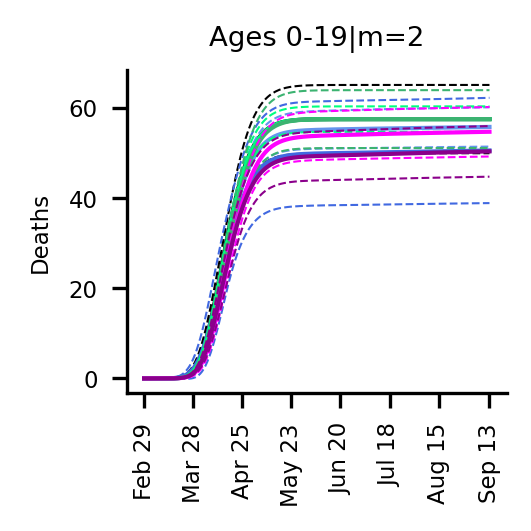 Ages 0-19|m=2
Deaths
60
40
20
0
Feb 29
Mar 28
Apr 25
May 23
Jun 20
Jul 18
Aug 15
Sep 13